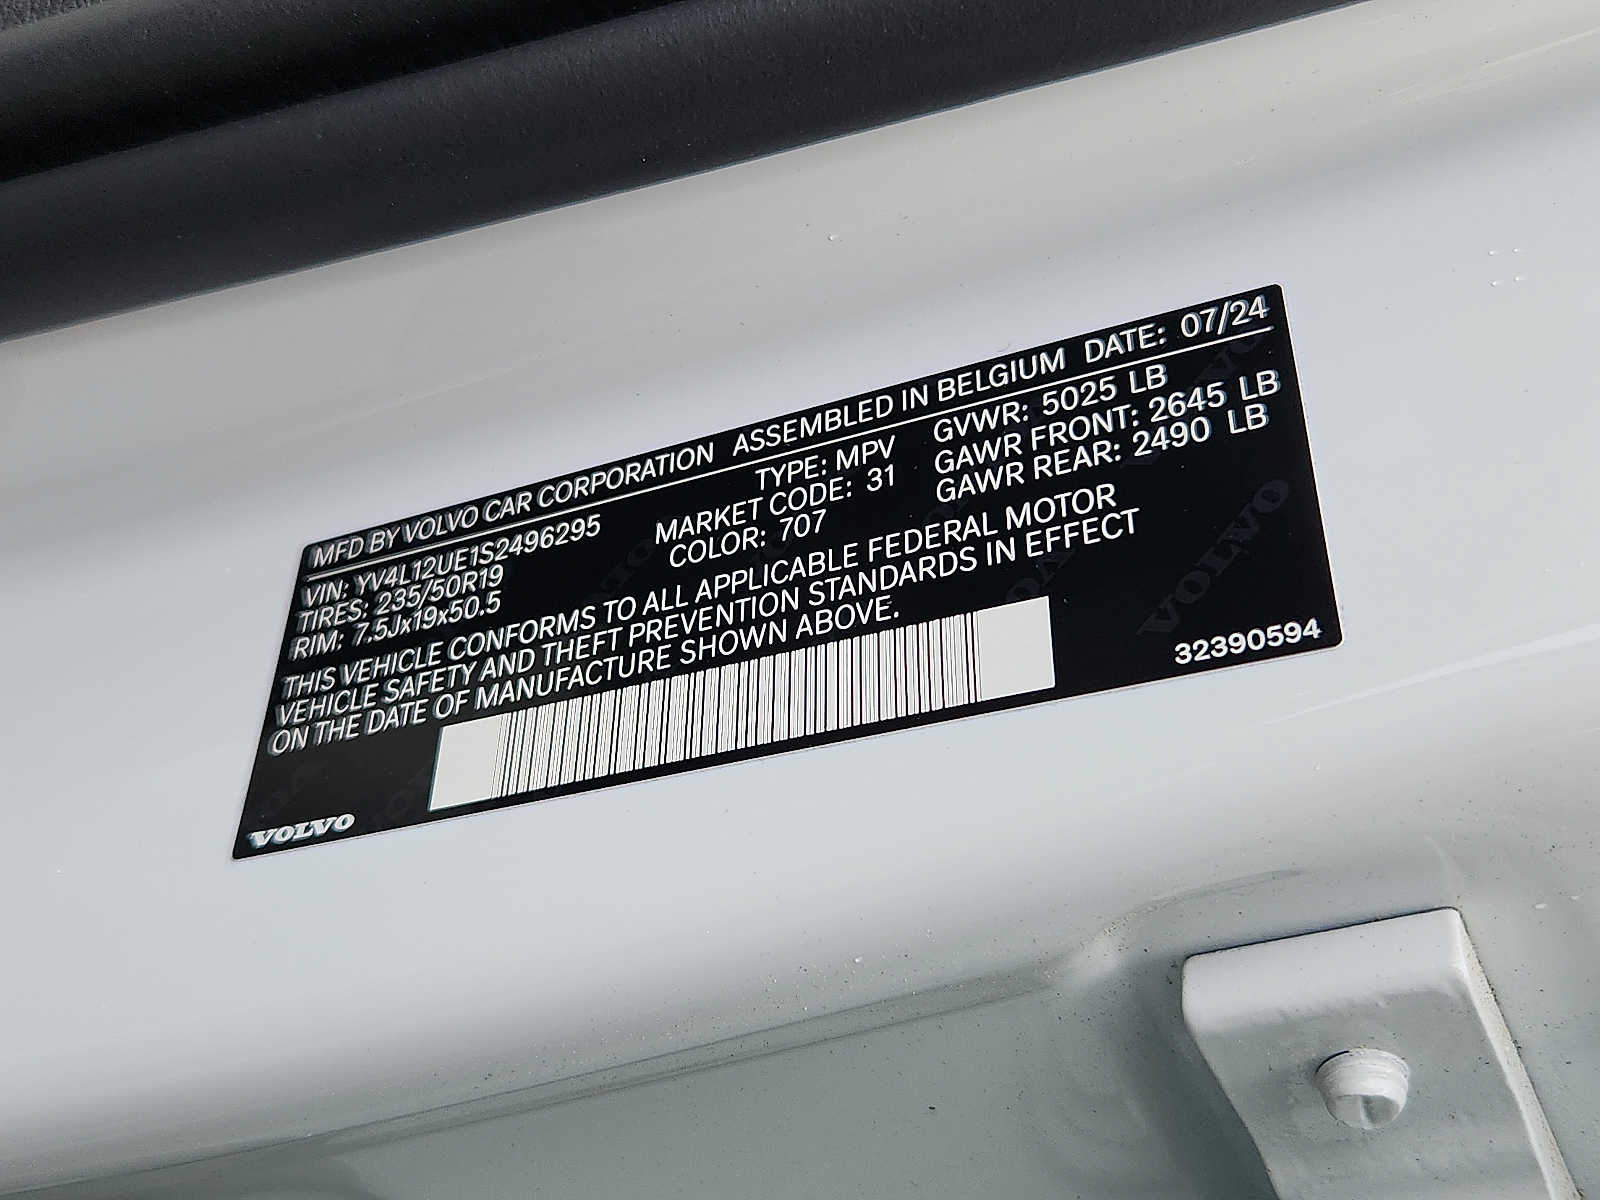 MFD BY VOLVO CAR CORPORATION ASSEMBLED IN BELGIUM DATE: 07/24
VIN: YV4L12UE1S2496295 TYPE: MPV GVWR: 5025 LB
TIRES: 235/50R19 MARKET CODE: 31 GAWR FRONT: 2645 LB
RIM: 7.5Jx19x50.5 COLOR: 707 GAWR REAR: 2490 LB
THIS VEHICLE CONFORMS TO ALL APPLICABLE FEDERAL MOTOR
VEHICLE SAFETY AND THEFT PREVENTION STANDARDS IN EFFECT
ON THE DATE OF MANUFACTURE SHOWN ABOVE.
VOLVO
32390594
VOLVO